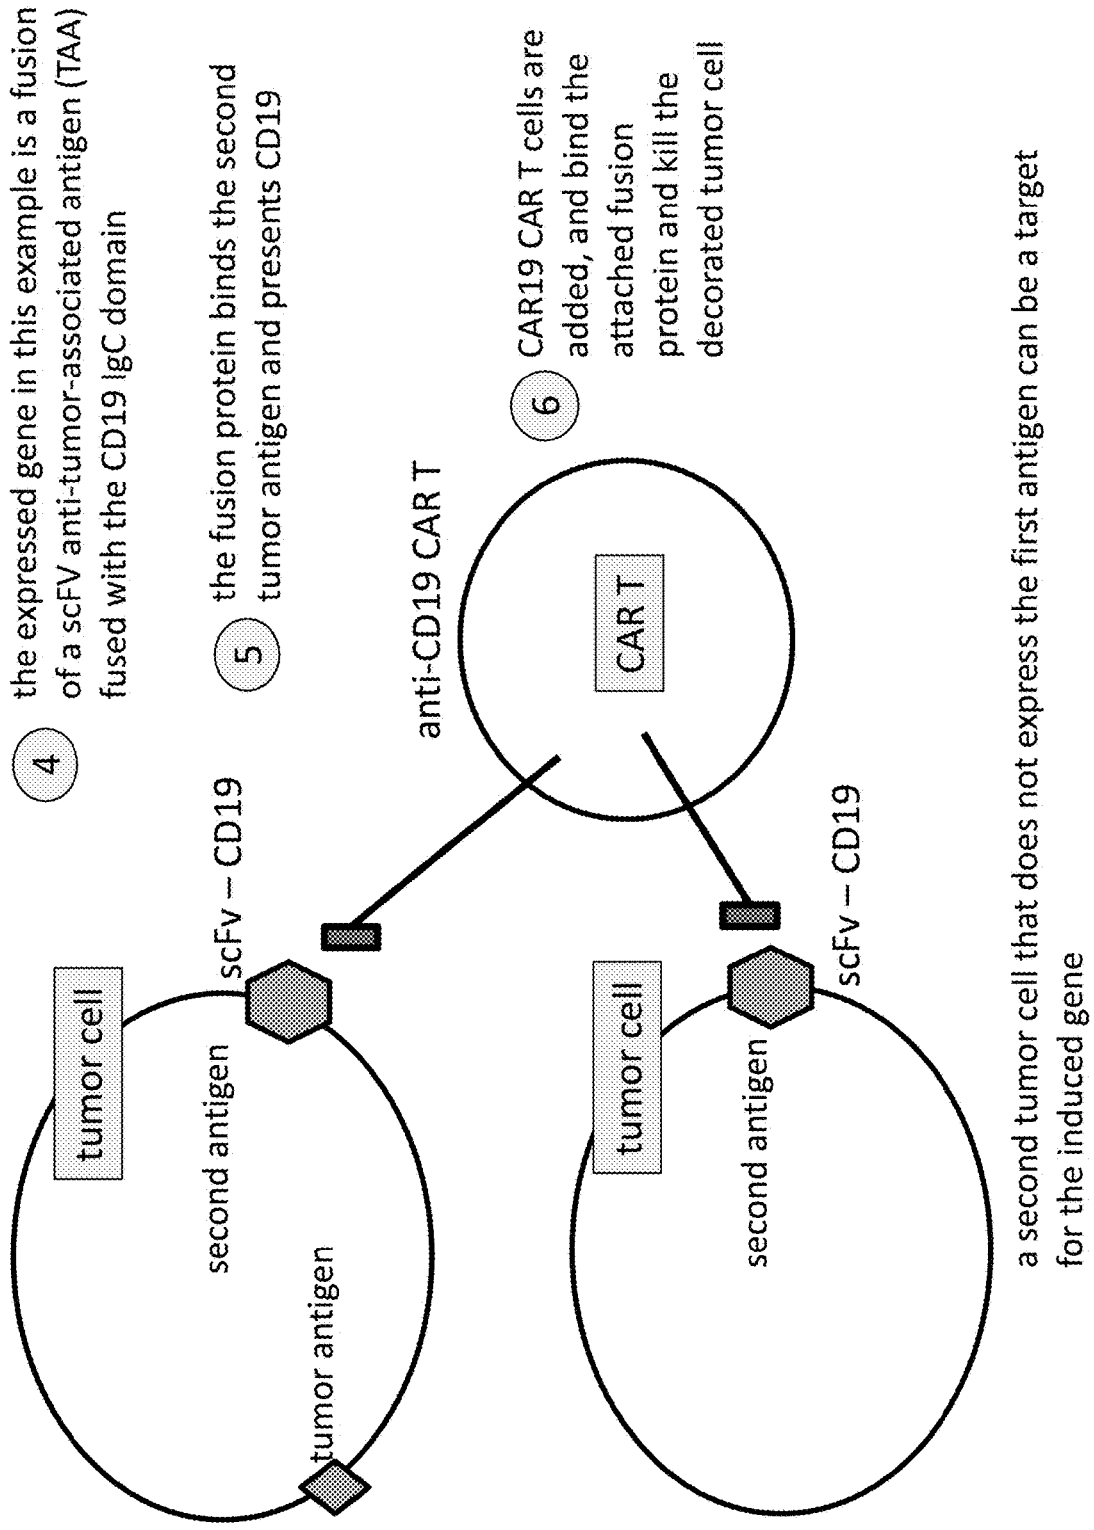 4
the expressed gene in this example is a fusion
of a scFV anti-tumor-associated antigen (TAA)
fused with the CD19 IgC domain
5
the fusion protein binds the second
tumor antigen and presents CD19
tumor cell
scFv – CD19
second antigen
tumor antigen
anti-CD19 CAR T
CAR T
6
CAR19 CAR T cells are
added, and bind the
attached fusion
protein and kill the
decorated tumor cell
tumor cell
second antigen
scFv – CD19
a second tumor cell that does not express the first antigen can be a target
for the induced gene